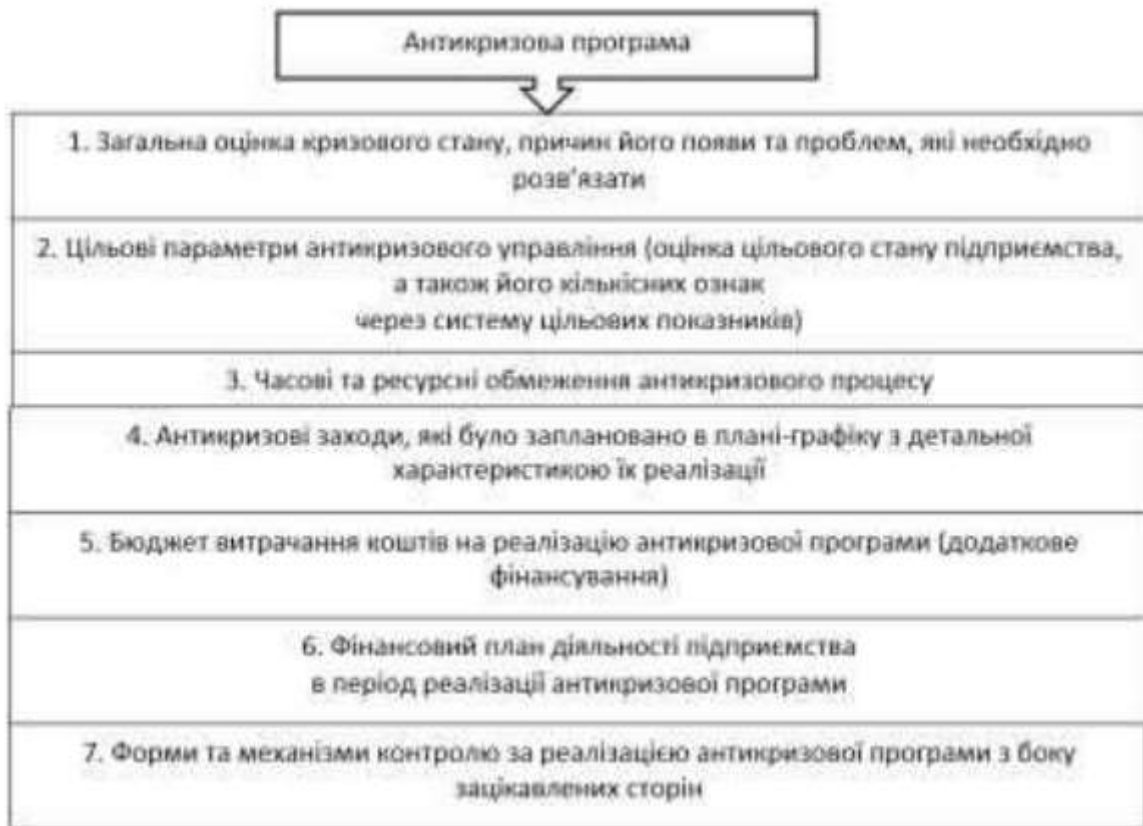 Антикризова програма
1. Загальна оцінка кризового стану, причин його появи та проблем, які необхідно
розв'язати
2. Цільові параметри антикризового управління (оцінка цільового стану підприємства,
а також його кількісних ознак
через систему цільових показників)
3. Часові та ресурсні обмеження антикризового процесу
4. Антикризові заходи, які було заплановано в плані-графіку з детальної
характеристикою їк реалізації
5. Бюджет витрачання коштів на реалізацію антикризової програми (додаткове
фінансування)
6. Фінансовий план діяльності підприємства
в період реалізації антикризової програми
7. Форми та механізми контролю за реалізацією антикризової програми з боку
зацікавлених сторін